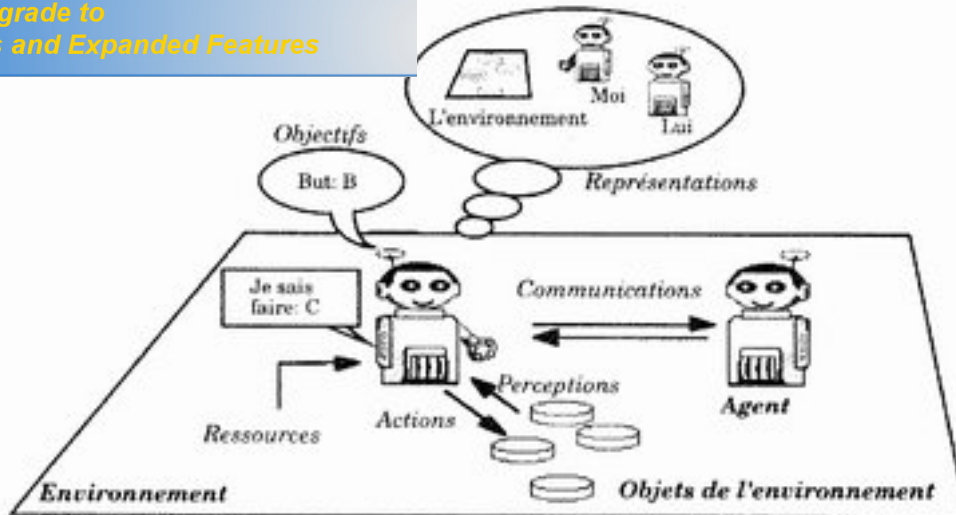 grade to
and Expanded Features
L'environnement
Moi
Lui
Objectifs
But: B
Représentations
Je sais
faire: C
Communications
Perceptions
Actions
Ressources
Agent
Environnement
Objets de l'environnement